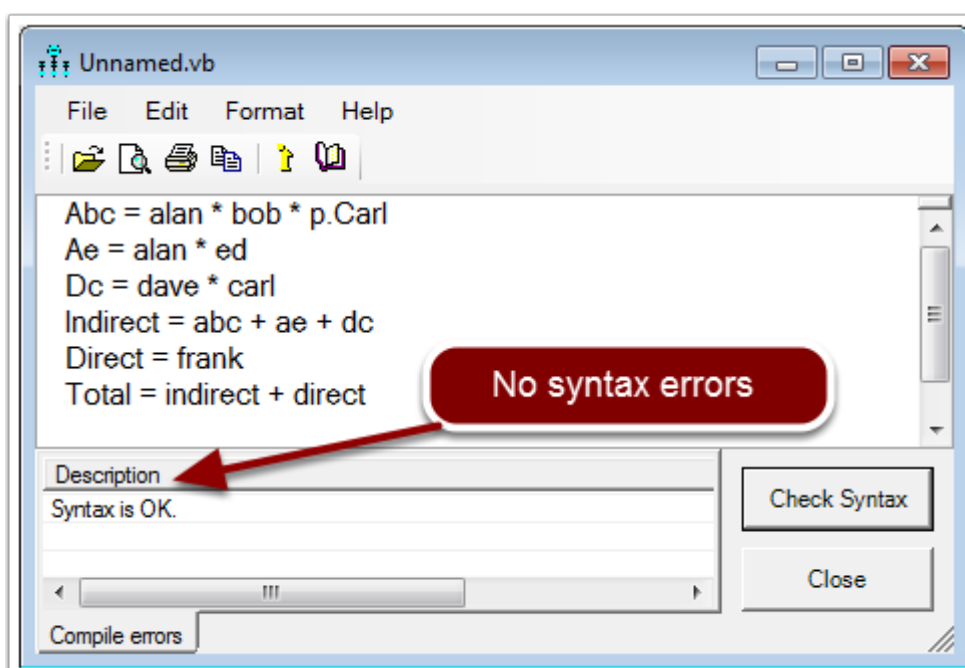 Unnamed.vb
File Edit Format Help
Abc = alan * bob * p.Carl
Ae = alan * ed
Dc = dave * carl
Indirect = abc + ae + dc
Direct = frank
Total = indirect + direct
No syntax errors
Description
Syntax is OK.
Check Syntax
Close
Compile errors